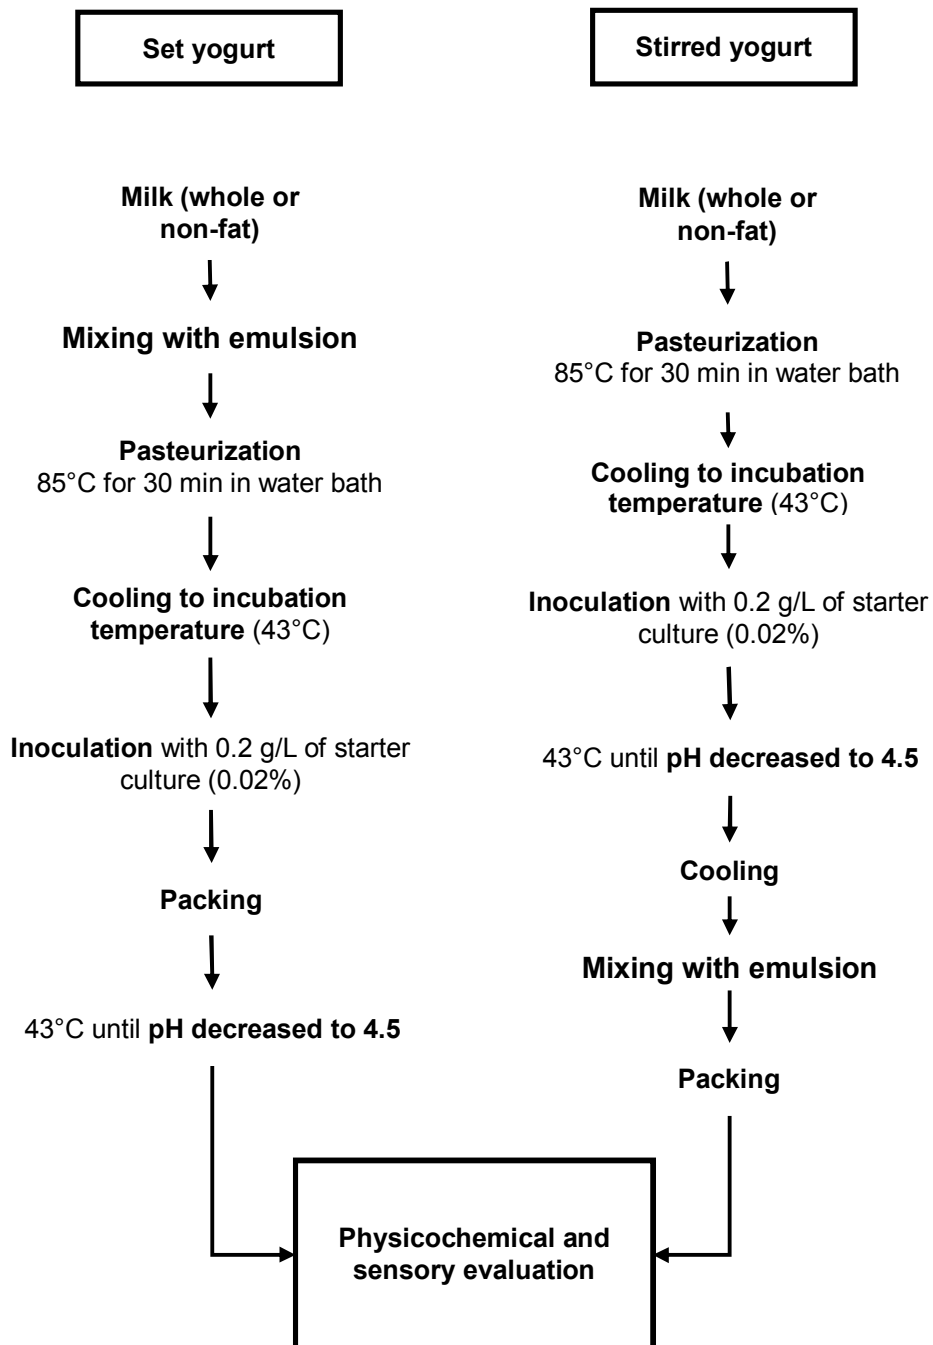 Set yogurt
Milk (whole or
non-fat)
Mixing with emulsion
Pasteurization
85°C for 30 min in water bath
Cooling to incubation
temperature (43°C)
Inoculation with 0.2 g/L of starter
culture (0.02%)
Packing
43°C until pH decreased to 4.5
Stirred yogurt
Milk (whole or
non-fat)
Pasteurization
85°C for 30 min in water bath
Cooling to incubation
temperature (43°C)
Inoculation with 0.2 g/L of starter
culture (0.02%)
43°C until pH decreased to 4.5
Cooling
Mixing with emulsion
Packing
Physicochemical and
sensory evaluation